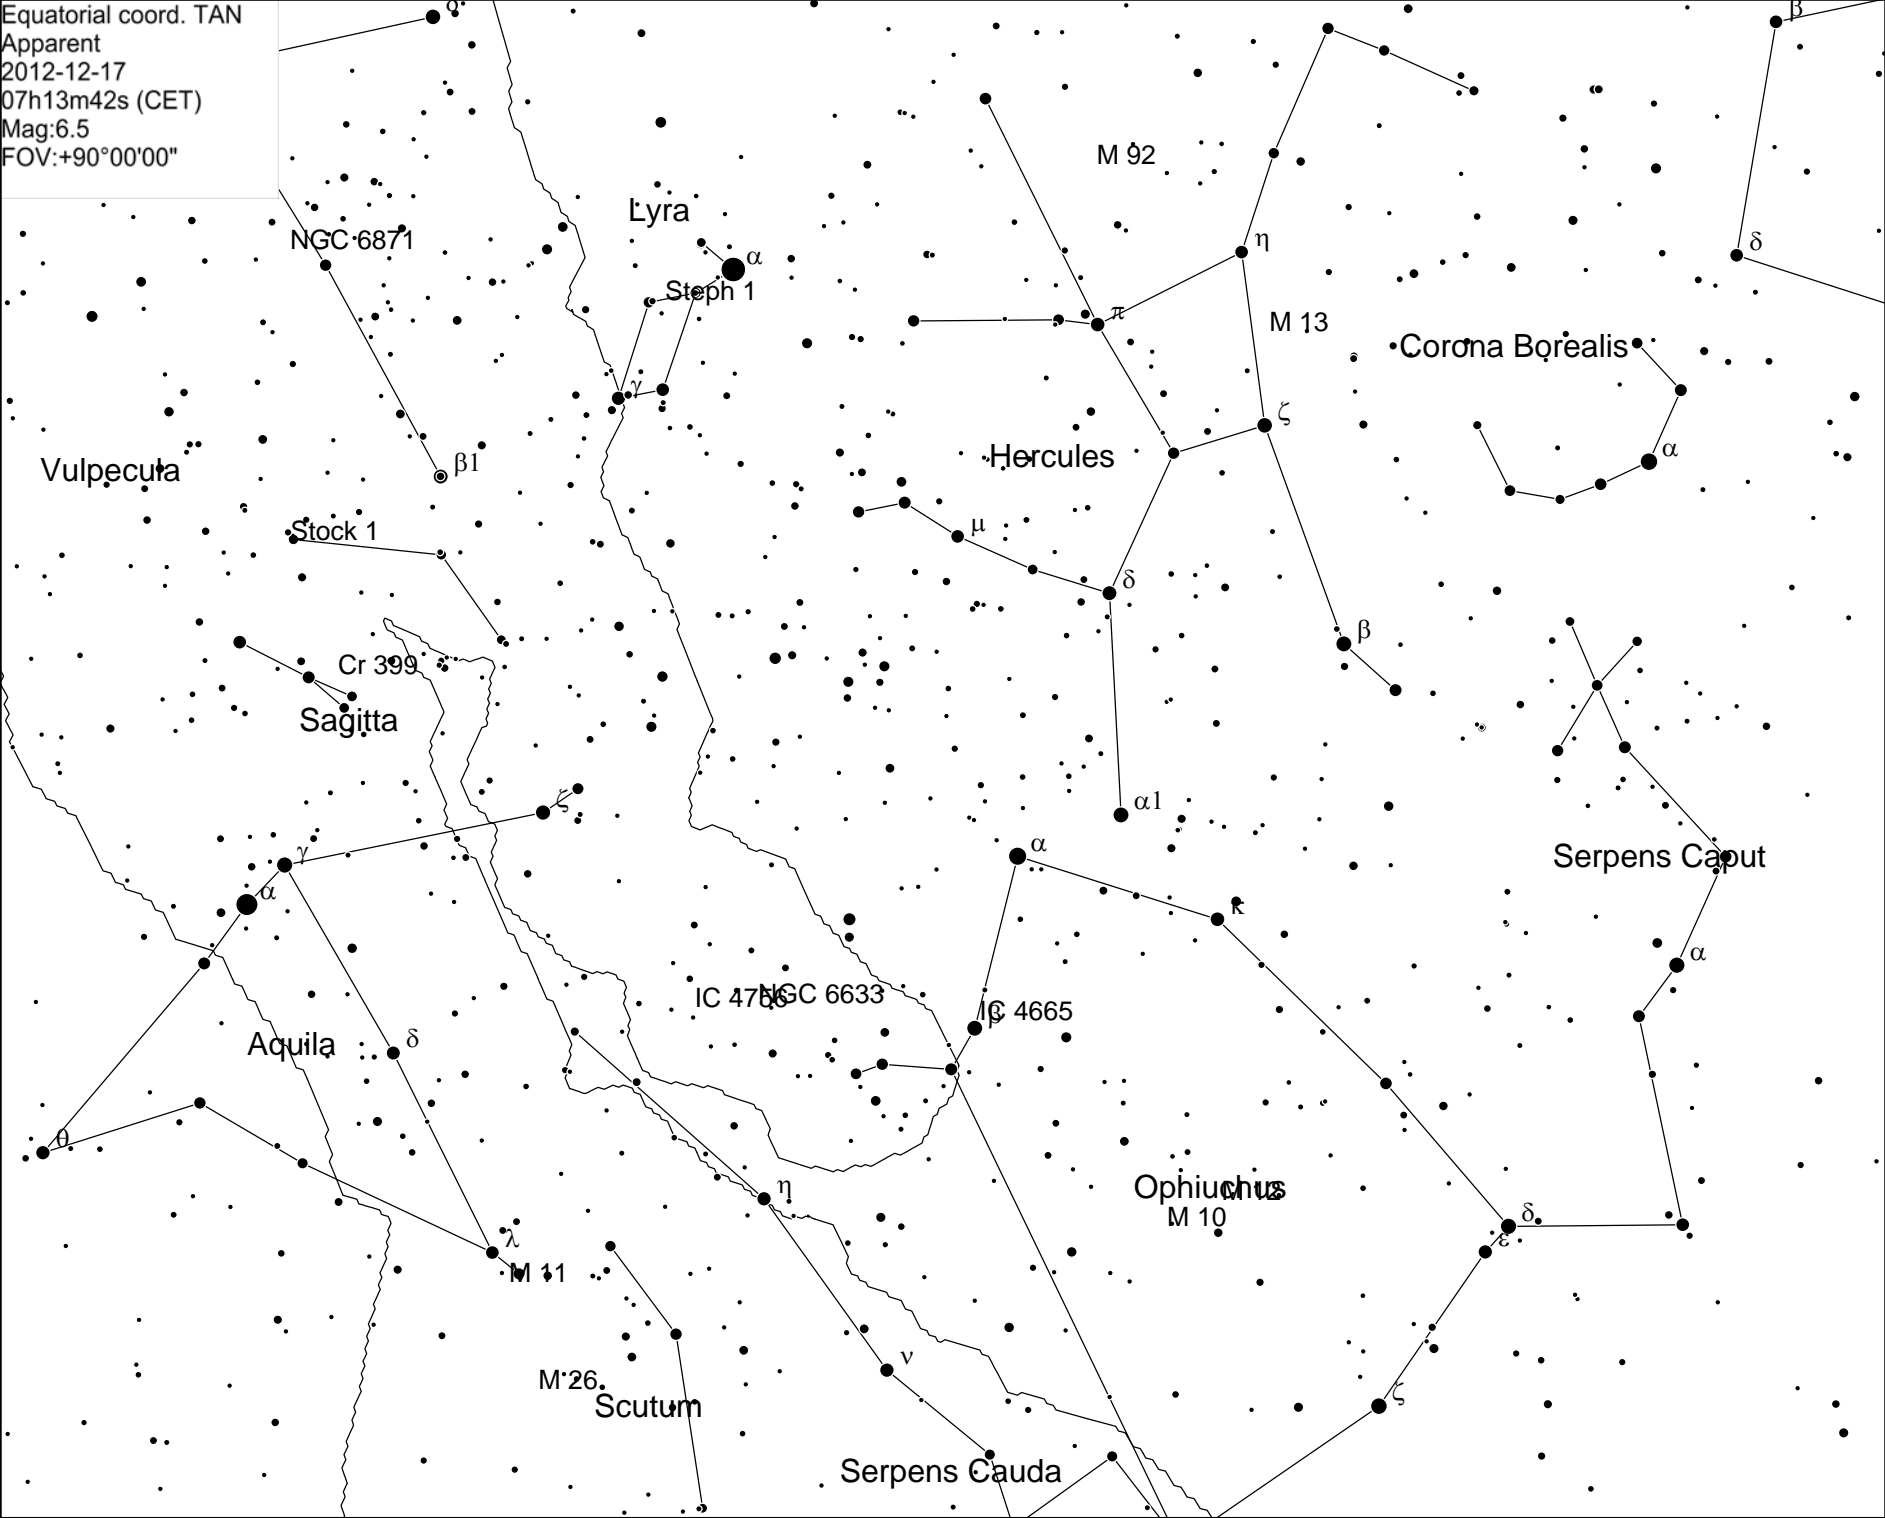 Equatorial coord. TAN
Apparent
2012-12-17
07h13m42s (CET)
Mag:6.5
FOV:+90°00'00"
δ
β
M 92
Lyra
NGC 6871
η
δ
α
Steph 1
π
M 13
Corona Borealis
γ
ζ
α
Hercules
β1
Vulpecula
μ
Stock 1
δ
β
Cr 399
Sagitta
ζ
α1
α
γ
Serpens Caput
α
κ
α
IC 4756
NGC 6633
IC 4665
β
Aquila
δ
θ
η
Ophiuchus
M 12
M 10
δ
ε
λ
M 11
ν
M 26
Scutum
ζ
Serpens Cauda